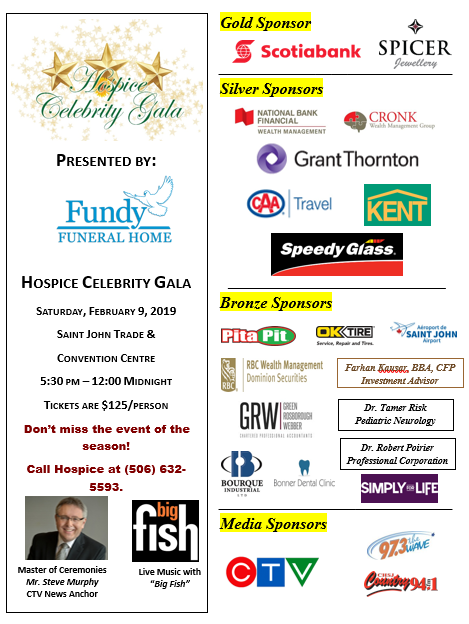 Hospice
Celebrity Gala
PRESENTED BY:
Fundy
FUNERAL HOME
HOSPICE CELEBRITY GALA
SATURDAY, FEBRUARY 9, 2019
SAINT JOHN TRADE &
CONVENTION CENTRE
5:30 PM – 12:00 MIDNIGHT
TICKETS ARE $125/PERSON
Don't miss the event of the
season!
Call Hospice at (506) 632-
5593.
big
fish
Master of Ceremonies
Mr. Steve Murphy
CTV News Anchor
Live Music with
"Big Fish"
Gold Sponsor
Scotiabank
SPICER
Jewellery
Silver Sponsors
NATIONAL BANK
FINANCIAL
WEALTH MANAGEMENT
CRONK
Wealth Management Group
Grant Thornton
CAA Travel
KENT
SPEEDY GLASS
Bronze Sponsors
Pita Pit
OK TIRE
Service, Repair and Tires.
Aéroport de
SAINT JOHN
Airport
RBC
RBC Wealth Management
Dominion Securities
Farhan Kausar, BBA, CFP
Investment Advisor
GRW
GREEN
ROSBOROUGH
WEBBER
CHARTERED PROFESSIONAL ACCOUNTANTS
Dr. Tamer Risk
Pediatric Neurology
Dr. Robert Poirier
Professional Corporation
BOURQUE
INDUSTRIAL
LTD
Bonner Dental Clinic
SIMPLY FOR LIFE
Media Sponsors
CTV
97.3 the WAVE
CHSJ
Country 94.1